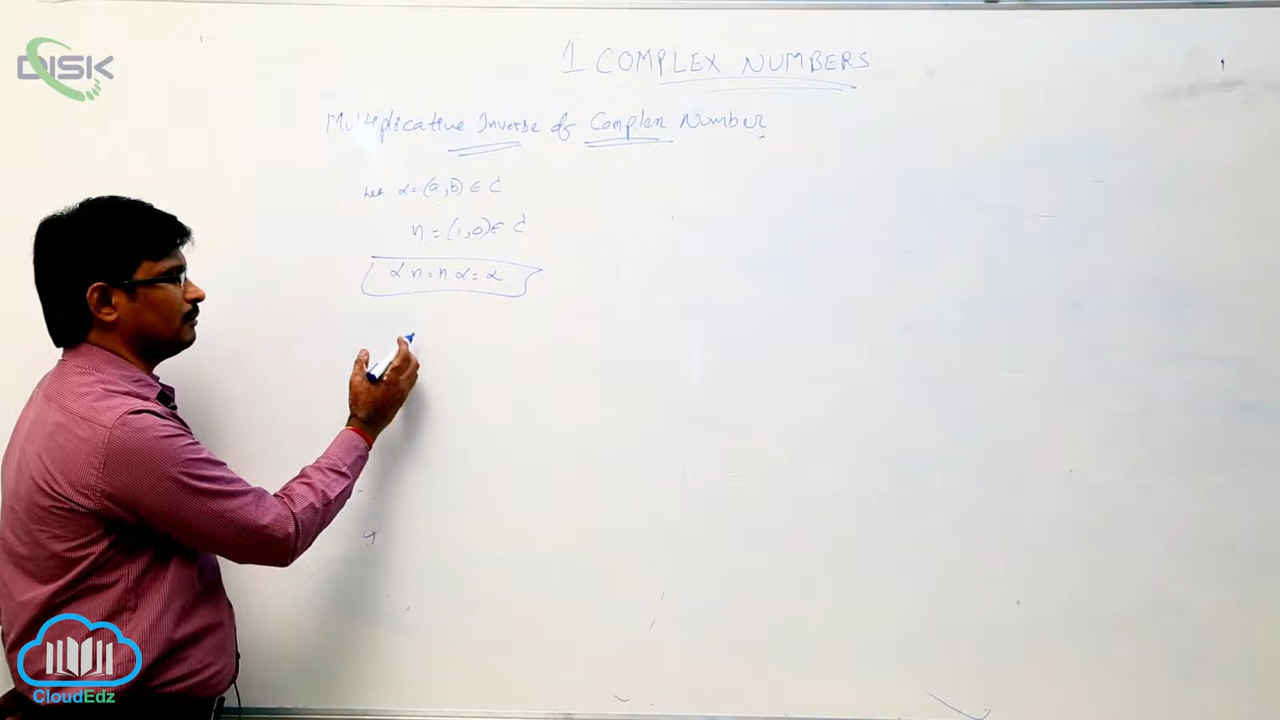 DISK
1 COMPLEX NUMBERS
Multiplicative Inverse of Complex Number
Let α = (a, b) ∈ C
η = (1, 0) ∈ C
α η = η α = α
CloudEdz